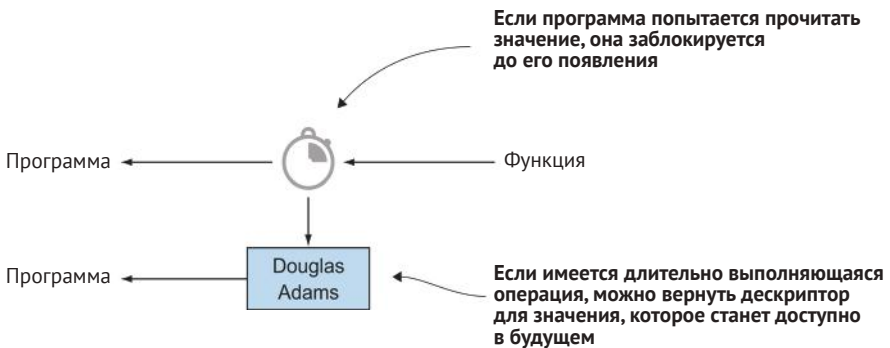 Если программа попытается прочитать
значение, она заблокируется
до его появления
Программа
Функция
Программа
Douglas
Adams
Если имеется длительно выполняющаяся
операция, можно вернуть дескриптор
для значения, которое станет доступно
в будущем